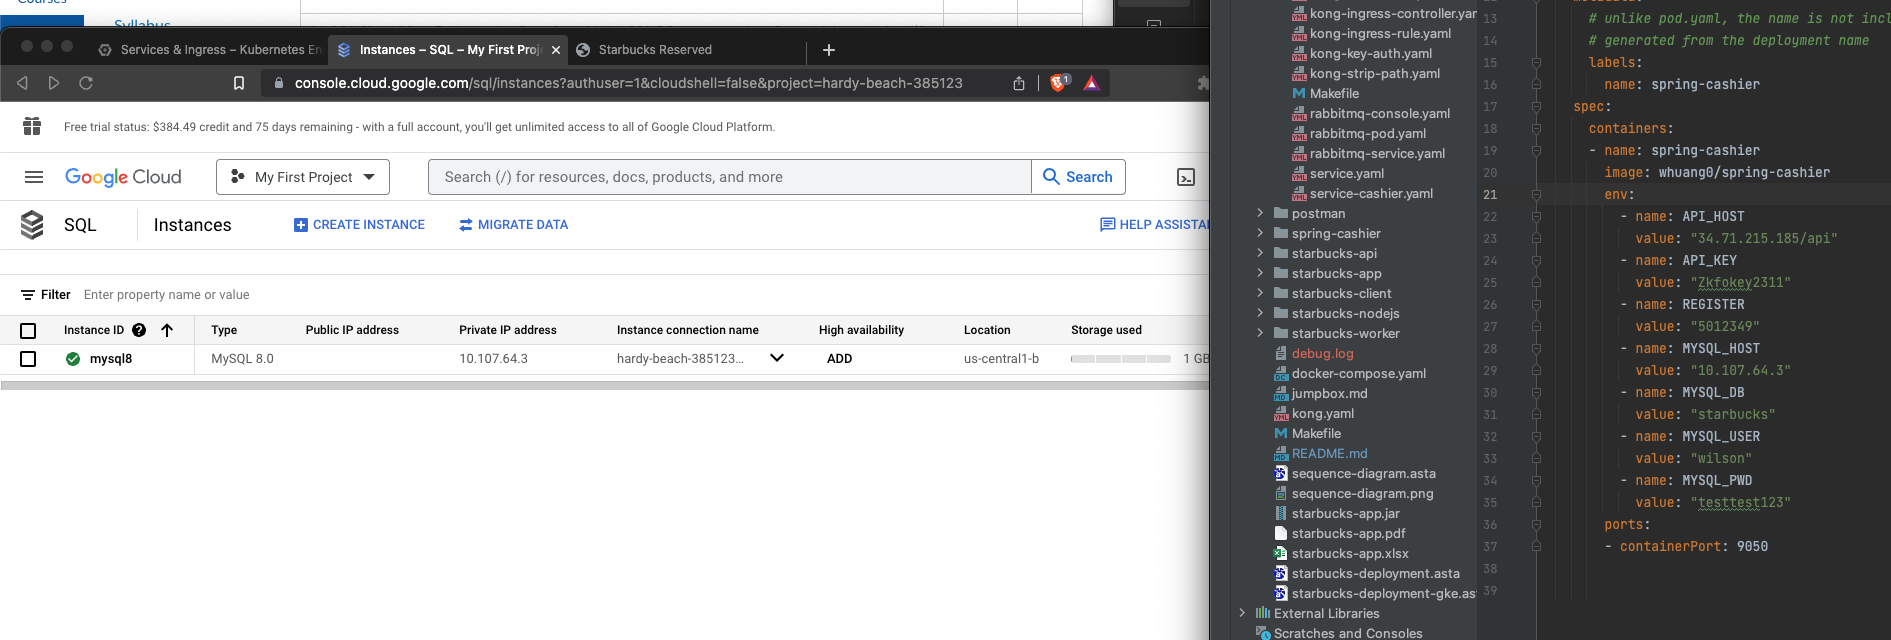 Courses
Syllabus
Services & Ingress – Kubernetes En
Instances – SQL – My First Proj
Starbucks Reserved
console.cloud.google.com/sql/instances?authuser=1&cloudshell=false&project=hardy-beach-385123
1
Free trial status: $384.49 credit and 75 days remaining - with a full account, you'll get unlimited access to all of Google Cloud Platform.
Google Cloud
My First Project
Search (/) for resources, docs, products, and more
Search
SQL
Instances
CREATE INSTANCE
MIGRATE DATA
HELP ASSISTA
Filter
Enter property name or value
Instance ID Type Public IP address Private IP address Instance connection name High availability Location Storage used
mysql8 MySQL 8.0 10.107.64.3 hardy-beach-385123... ADD us-central1-b 1 GB
kong-ingress-controller.yam
kong-ingress-rule.yaml
kong-key-auth.yaml
kong-strip-path.yaml
Makefile
rabbitmq-console.yaml
rabbitmq-pod.yaml
rabbitmq-service.yaml
service.yaml
service-cashier.yaml
postman
spring-cashier
starbucks-api
starbucks-app
starbucks-client
starbucks-nodejs
starbucks-worker
debug.log
docker-compose.yaml
jumpbox.md
kong.yaml
Makefile
README.md
sequence-diagram.asta
sequence-diagram.png
starbucks-app.jar
starbucks-app.pdf
starbucks-app.xlsx
starbucks-deployment.asta
starbucks-deployment-gke.as
External Libraries
Scratches and Consoles
13 # unlike pod.yaml, the name is not incl
14 # generated from the deployment name
15 labels:
16 name: spring-cashier
17 spec:
18 containers:
19 - name: spring-cashier
20 image: whuang0/spring-cashier
21 env:
22 - name: API_HOST
23 value: "34.71.215.185/api"
24 - name: API_KEY
25 value: "Zkfokey2311"
26 - name: REGISTER
27 value: "5012349"
28 - name: MYSQL_HOST
29 value: "10.107.64.3"
30 - name: MYSQL_DB
31 value: "starbucks"
32 - name: MYSQL_USER
33 value: "wilson"
34 - name: MYSQL_PWD
35 value: "testtest123"
36 ports:
37 - containerPort: 9050
38
39